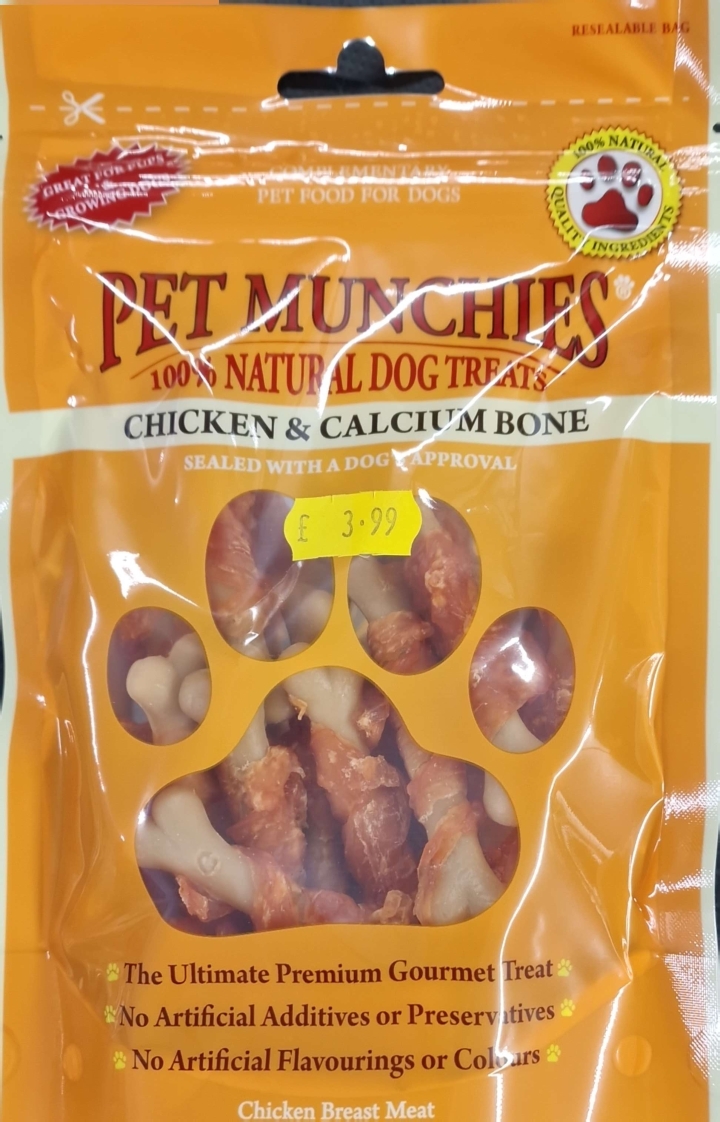 RESEALABLE BAG
GREAT FOR PUPS
GROWING
COMPLEMENTARY
PET FOR DOGS
100% NATURAL
QUALITY INGREDIENTS
PET MUNCHIES®
100% NATURAL DOG TREATS
CHICKEN & CALCIUM BONE
SEALED WITH A DOG'S APPROVAL
£ 3.99
The Ultimate Premium Gourmet Treat
No Artificial Additives or Preservatives
No Artificial Flavourings or Colours
Chicken Breast Meat